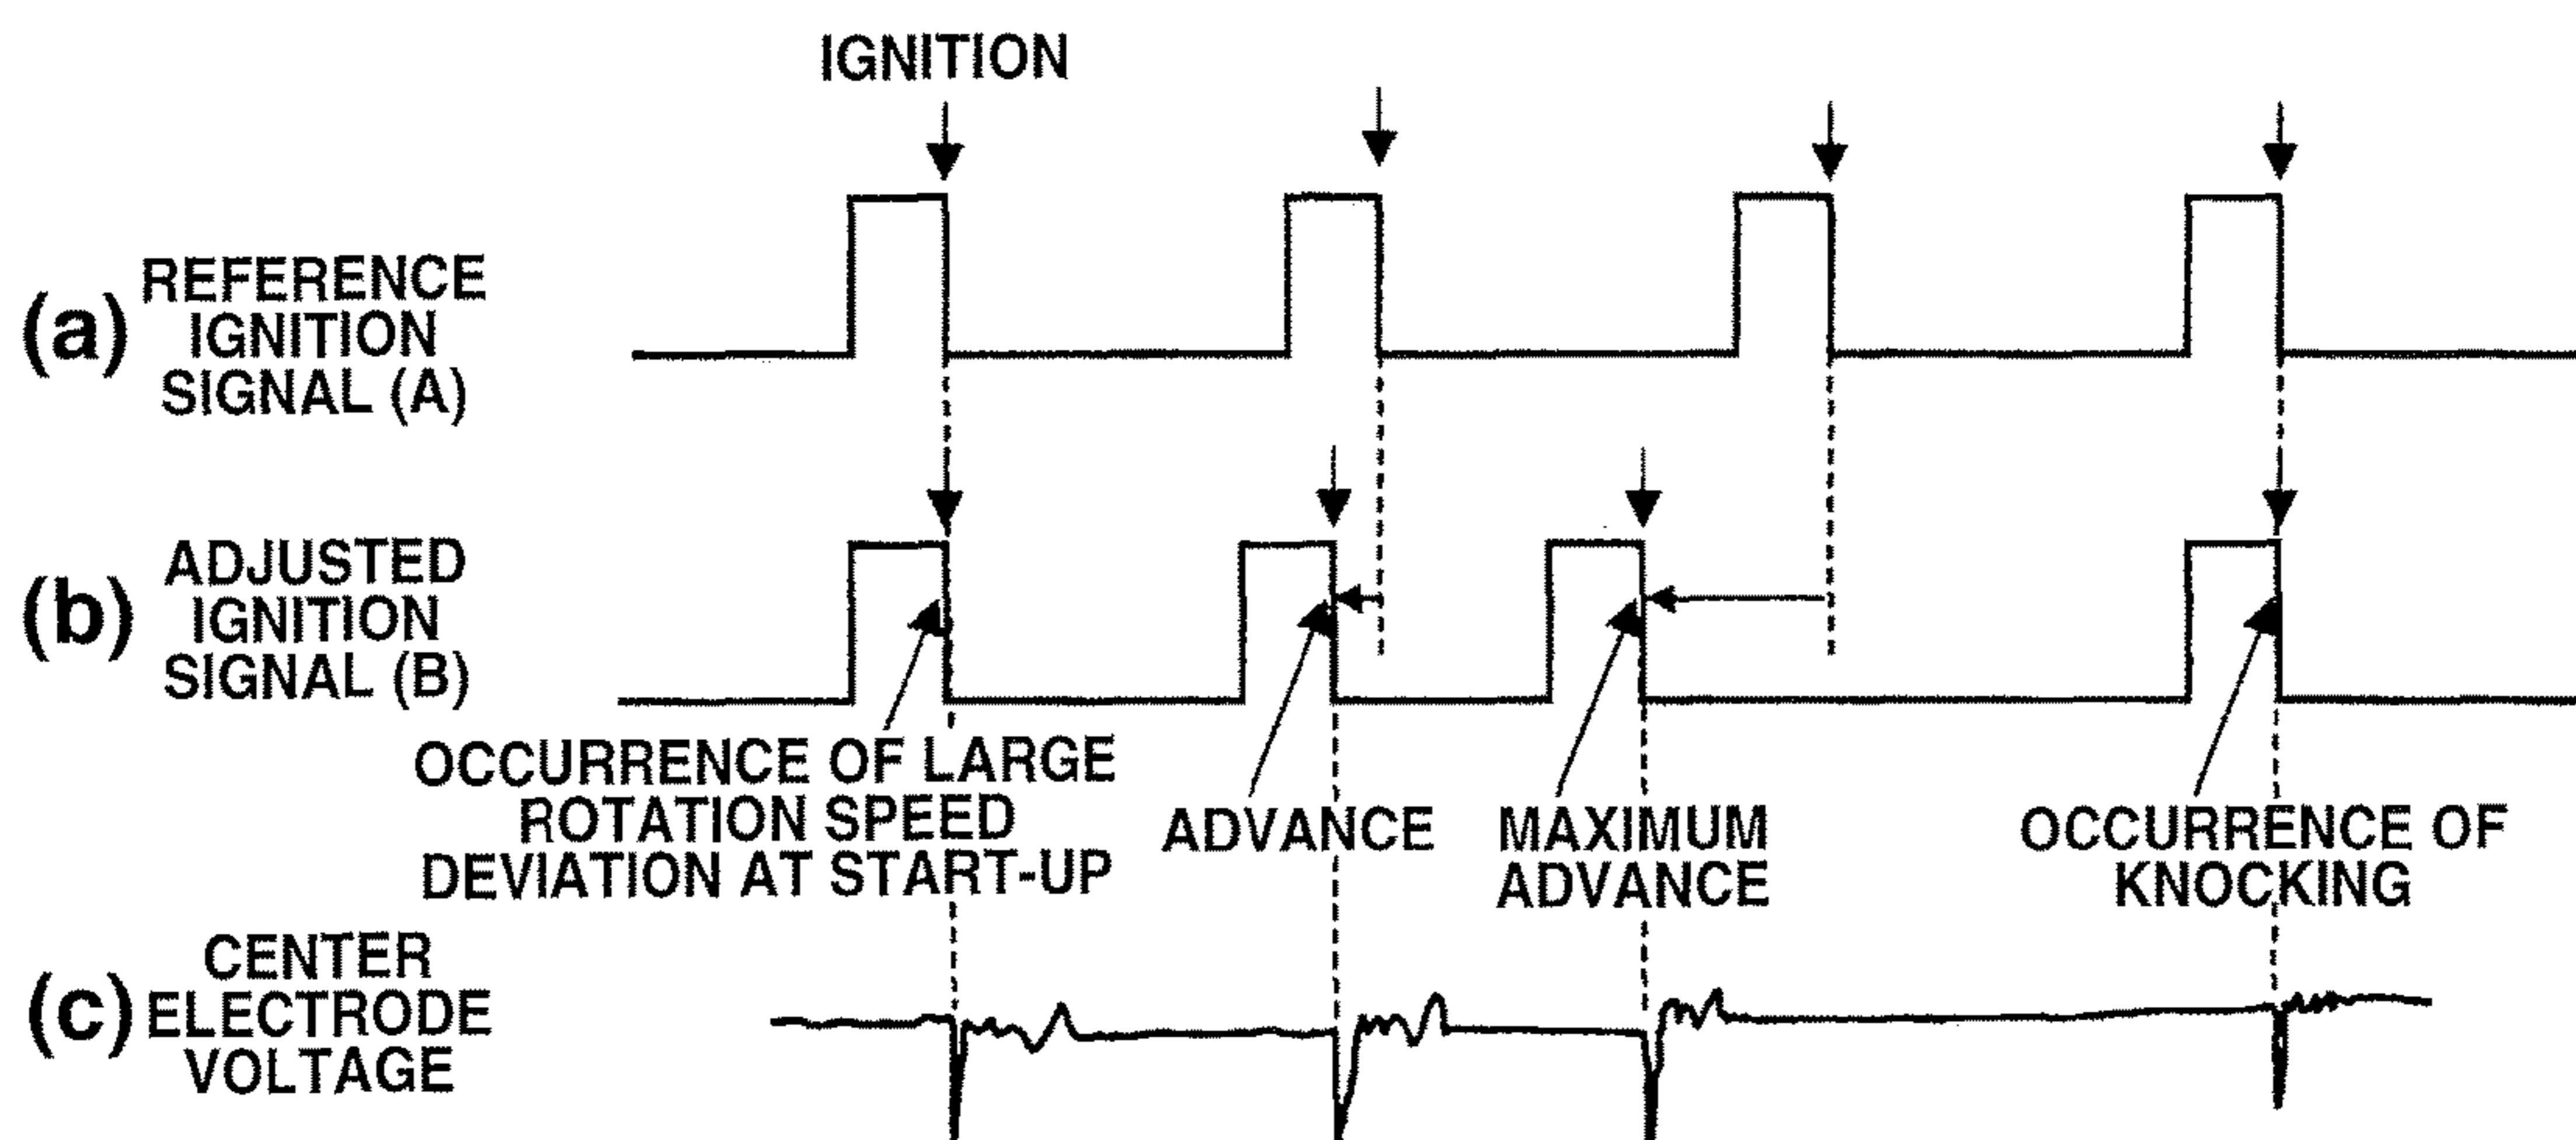 IGNITION
(a) REFERENCE
IGNITION
SIGNAL (A)
(b) ADJUSTED
IGNITION
SIGNAL (B)
OCCURRENCE OF LARGE
ROTATION SPEED
DEVIATION AT START-UP
ADVANCE
MAXIMUM
ADVANCE
OCCURRENCE OF
KNOCKING
(c) CENTER
ELECTRODE
VOLTAGE